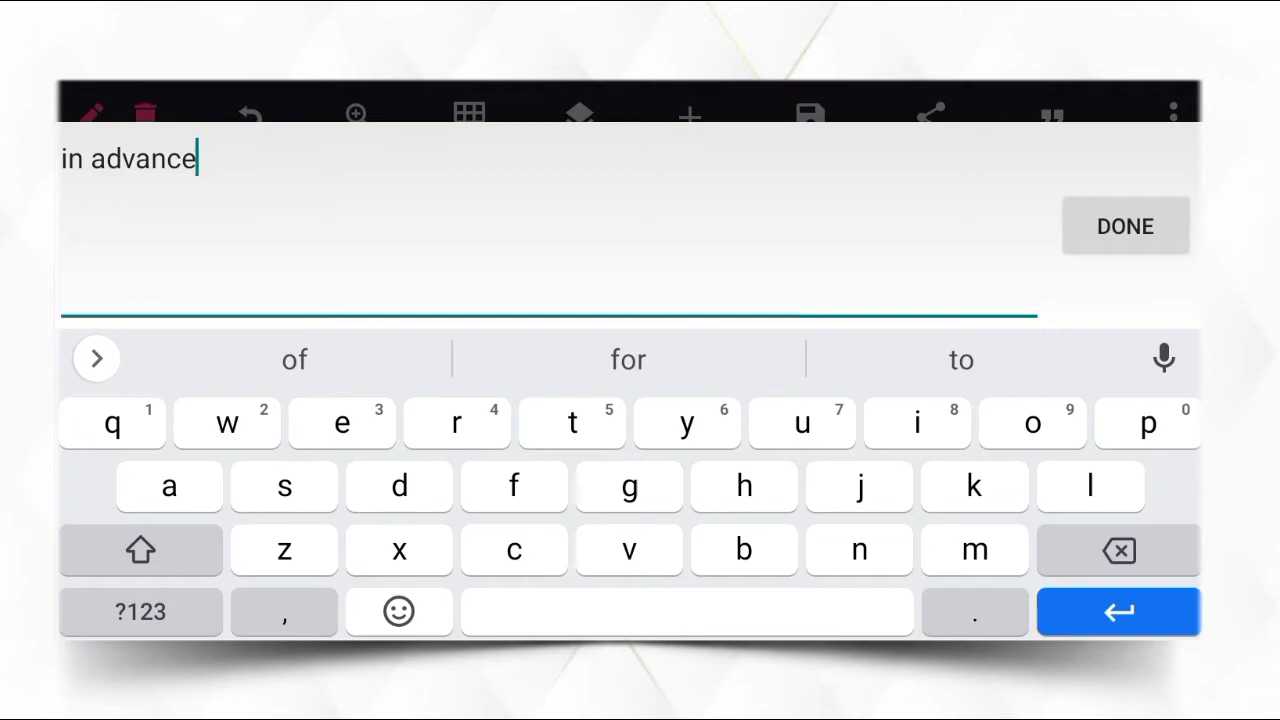 in advance
DONE
of for to
q 1 w 2 e 3 r 4 t 5 y 6 u 7 i 8 o 9 p 0
a s d f g h j k l
z x c v b n m
?123 , .